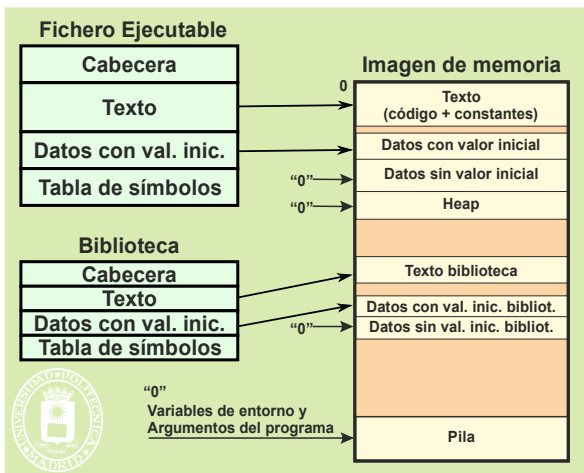 Fichero Ejecutable
Cabecera
Texto
Datos con val. inic.
Tabla de símbolos
Biblioteca
Cabecera
Texto
Datos con val. inic.
Tabla de símbolos
Imagen de memoria
0
Texto
(código + constantes)
Datos con valor inicial
“0”
Datos sin valor inicial
“0”
Heap
Texto biblioteca
Datos con val. inic. bibliot.
“0”
Datos sin val. inic. bibliot.
“0”
Variables de entorno y
Argumentos del programa
Pila
UNIVERSIDAD POLITECNICA
MADRID